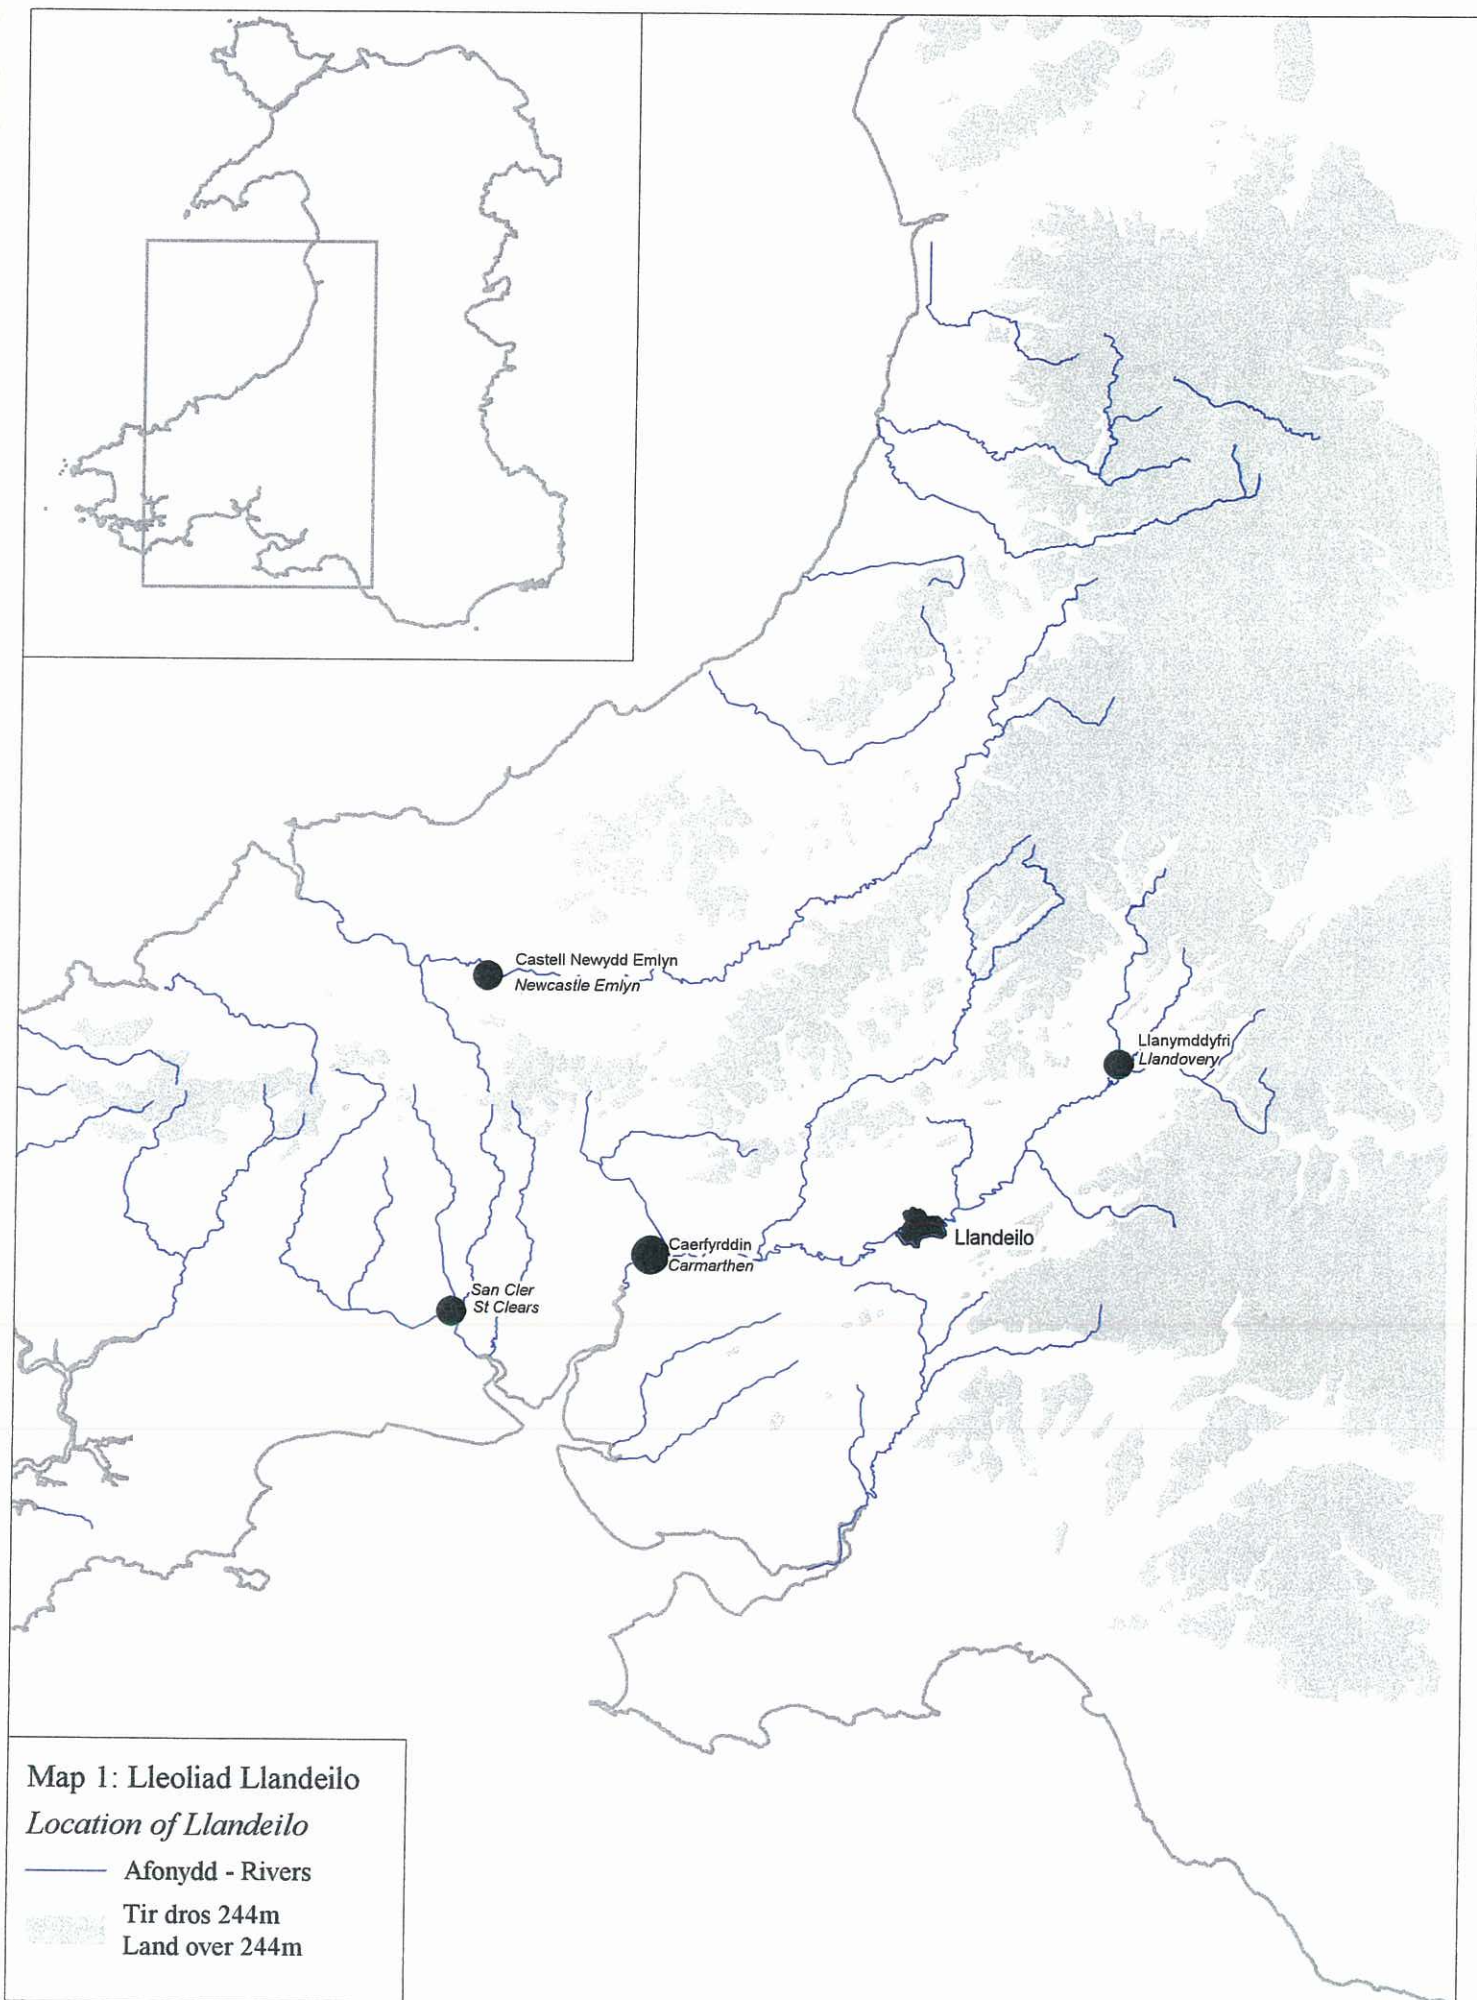 Castell Newydd Emlyn
Newcastle Emlyn
Llanymddyfri
Llandovery
Llandeilo
Caerfyrddin
Carmarthen
San Cler
St Clears
Map 1: Lleoliad Llandeilo
Location of Llandeilo
Afonydd - Rivers
Tir dros 244m
Land over 244m